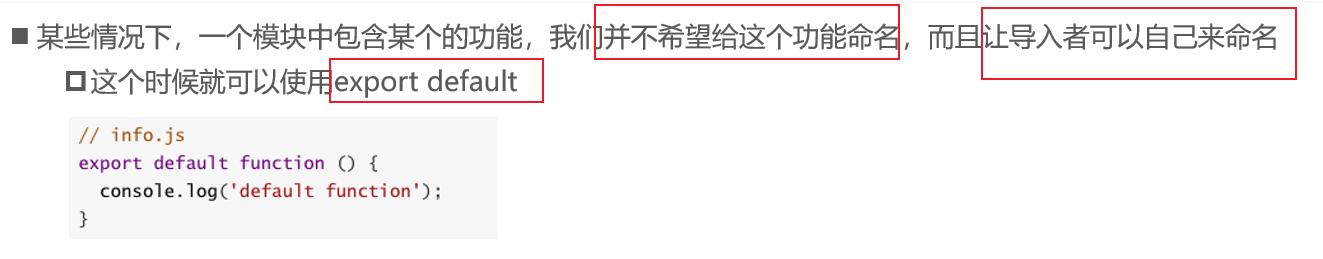 某些情况下，一个模块中包含某个的功能，我们并不希望给这个功能命名，而且让导入者可以自己来命名
这个时候就可以使用export default
// info.js
export default function () {
  console.log('default function');
}